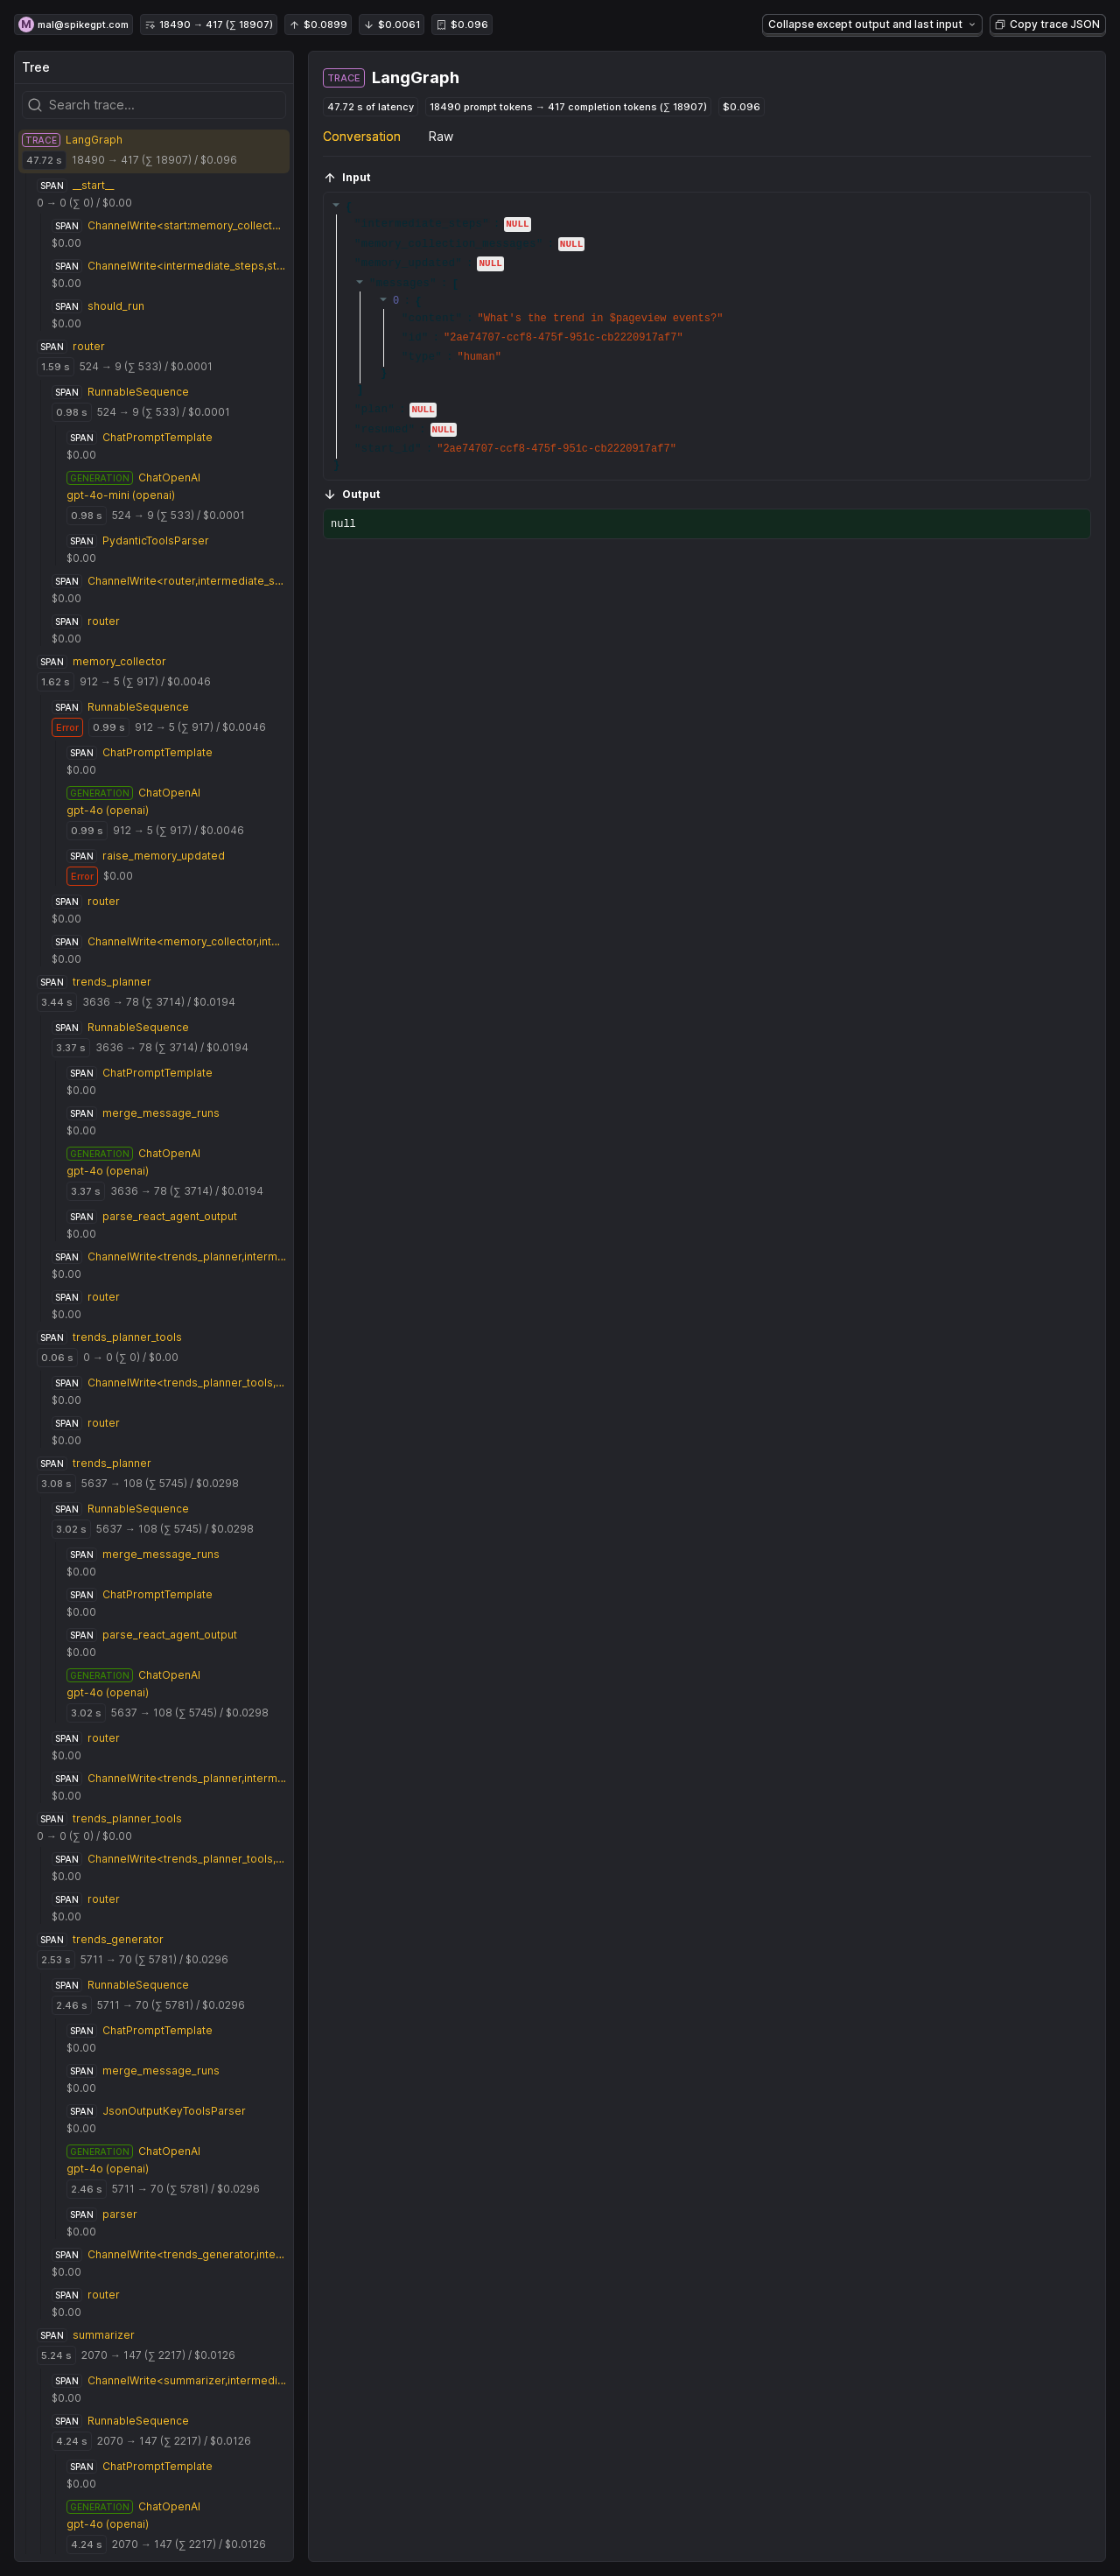 M mal@spikegpt.com 18490 → 417 (∑ 18907) $0.0899 $0.0061 $0.096 Collapse except output and last input Copy trace JSON
Tree
Search trace...
TRACE LangGraph
47.72 s 18490 → 417 (∑ 18907) / $0.096
SPAN __start__
0 → 0 (∑ 0) / $0.00
SPAN ChannelWrite<start:memory_collect...
$0.00
SPAN ChannelWrite<intermediate_steps,st...
$0.00
SPAN should_run
$0.00
SPAN router
1.59 s 524 → 9 (∑ 533) / $0.0001
SPAN RunnableSequence
0.98 s 524 → 9 (∑ 533) / $0.0001
SPAN ChatPromptTemplate
$0.00
GENERATION ChatOpenAI
gpt-4o-mini (openai)
0.98 s 524 → 9 (∑ 533) / $0.0001
SPAN PydanticToolsParser
$0.00
SPAN ChannelWrite<router,intermediate_s...
$0.00
SPAN router
$0.00
SPAN memory_collector
1.62 s 912 → 5 (∑ 917) / $0.0046
SPAN RunnableSequence
Error 0.99 s 912 → 5 (∑ 917) / $0.0046
SPAN ChatPromptTemplate
$0.00
GENERATION ChatOpenAI
gpt-4o (openai)
0.99 s 912 → 5 (∑ 917) / $0.0046
SPAN raise_memory_updated
Error $0.00
SPAN router
$0.00
SPAN ChannelWrite<memory_collector,int...
$0.00
SPAN trends_planner
3.44 s 3636 → 78 (∑ 3714) / $0.0194
SPAN RunnableSequence
3.37 s 3636 → 78 (∑ 3714) / $0.0194
SPAN ChatPromptTemplate
$0.00
SPAN merge_message_runs
$0.00
GENERATION ChatOpenAI
gpt-4o (openai)
3.37 s 3636 → 78 (∑ 3714) / $0.0194
SPAN parse_react_agent_output
$0.00
SPAN ChannelWrite<trends_planner,interm...
$0.00
SPAN router
$0.00
SPAN trends_planner_tools
0.06 s 0 → 0 (∑ 0) / $0.00
SPAN ChannelWrite<trends_planner_tools,...
$0.00
SPAN router
$0.00
SPAN trends_planner
3.08 s 5637 → 108 (∑ 5745) / $0.0298
SPAN RunnableSequence
3.02 s 5637 → 108 (∑ 5745) / $0.0298
SPAN merge_message_runs
$0.00
SPAN ChatPromptTemplate
$0.00
SPAN parse_react_agent_output
$0.00
GENERATION ChatOpenAI
gpt-4o (openai)
3.02 s 5637 → 108 (∑ 5745) / $0.0298
SPAN router
$0.00
SPAN ChannelWrite<trends_planner,interm...
$0.00
SPAN trends_planner_tools
0 → 0 (∑ 0) / $0.00
SPAN ChannelWrite<trends_planner_tools,...
$0.00
SPAN router
$0.00
SPAN trends_generator
2.53 s 5711 → 70 (∑ 5781) / $0.0296
SPAN RunnableSequence
2.46 s 5711 → 70 (∑ 5781) / $0.0296
SPAN ChatPromptTemplate
$0.00
SPAN merge_message_runs
$0.00
SPAN JsonOutputKeyToolsParser
$0.00
GENERATION ChatOpenAI
gpt-4o (openai)
2.46 s 5711 → 70 (∑ 5781) / $0.0296
SPAN parser
$0.00
SPAN ChannelWrite<trends_generator,inte...
$0.00
SPAN router
$0.00
SPAN summarizer
5.24 s 2070 → 147 (∑ 2217) / $0.0126
SPAN ChannelWrite<summarizer,intermedi...
$0.00
SPAN RunnableSequence
4.24 s 2070 → 147 (∑ 2217) / $0.0126
SPAN ChatPromptTemplate
$0.00
GENERATION ChatOpenAI
gpt-4o (openai)
4.24 s 2070 → 147 (∑ 2217) / $0.0126
TRACE LangGraph
47.72 s of latency 18490 prompt tokens → 417 completion tokens (∑ 18907) $0.096
Conversation Raw
Input
NULL
NULL
NULL
0
"What's the trend in $pageview events?"
"2ae74707-ccf8-475f-951c-cb2220917af7"
"human"
NULL
NULL
"2ae74707-ccf8-475f-951c-cb2220917af7"
Output
null